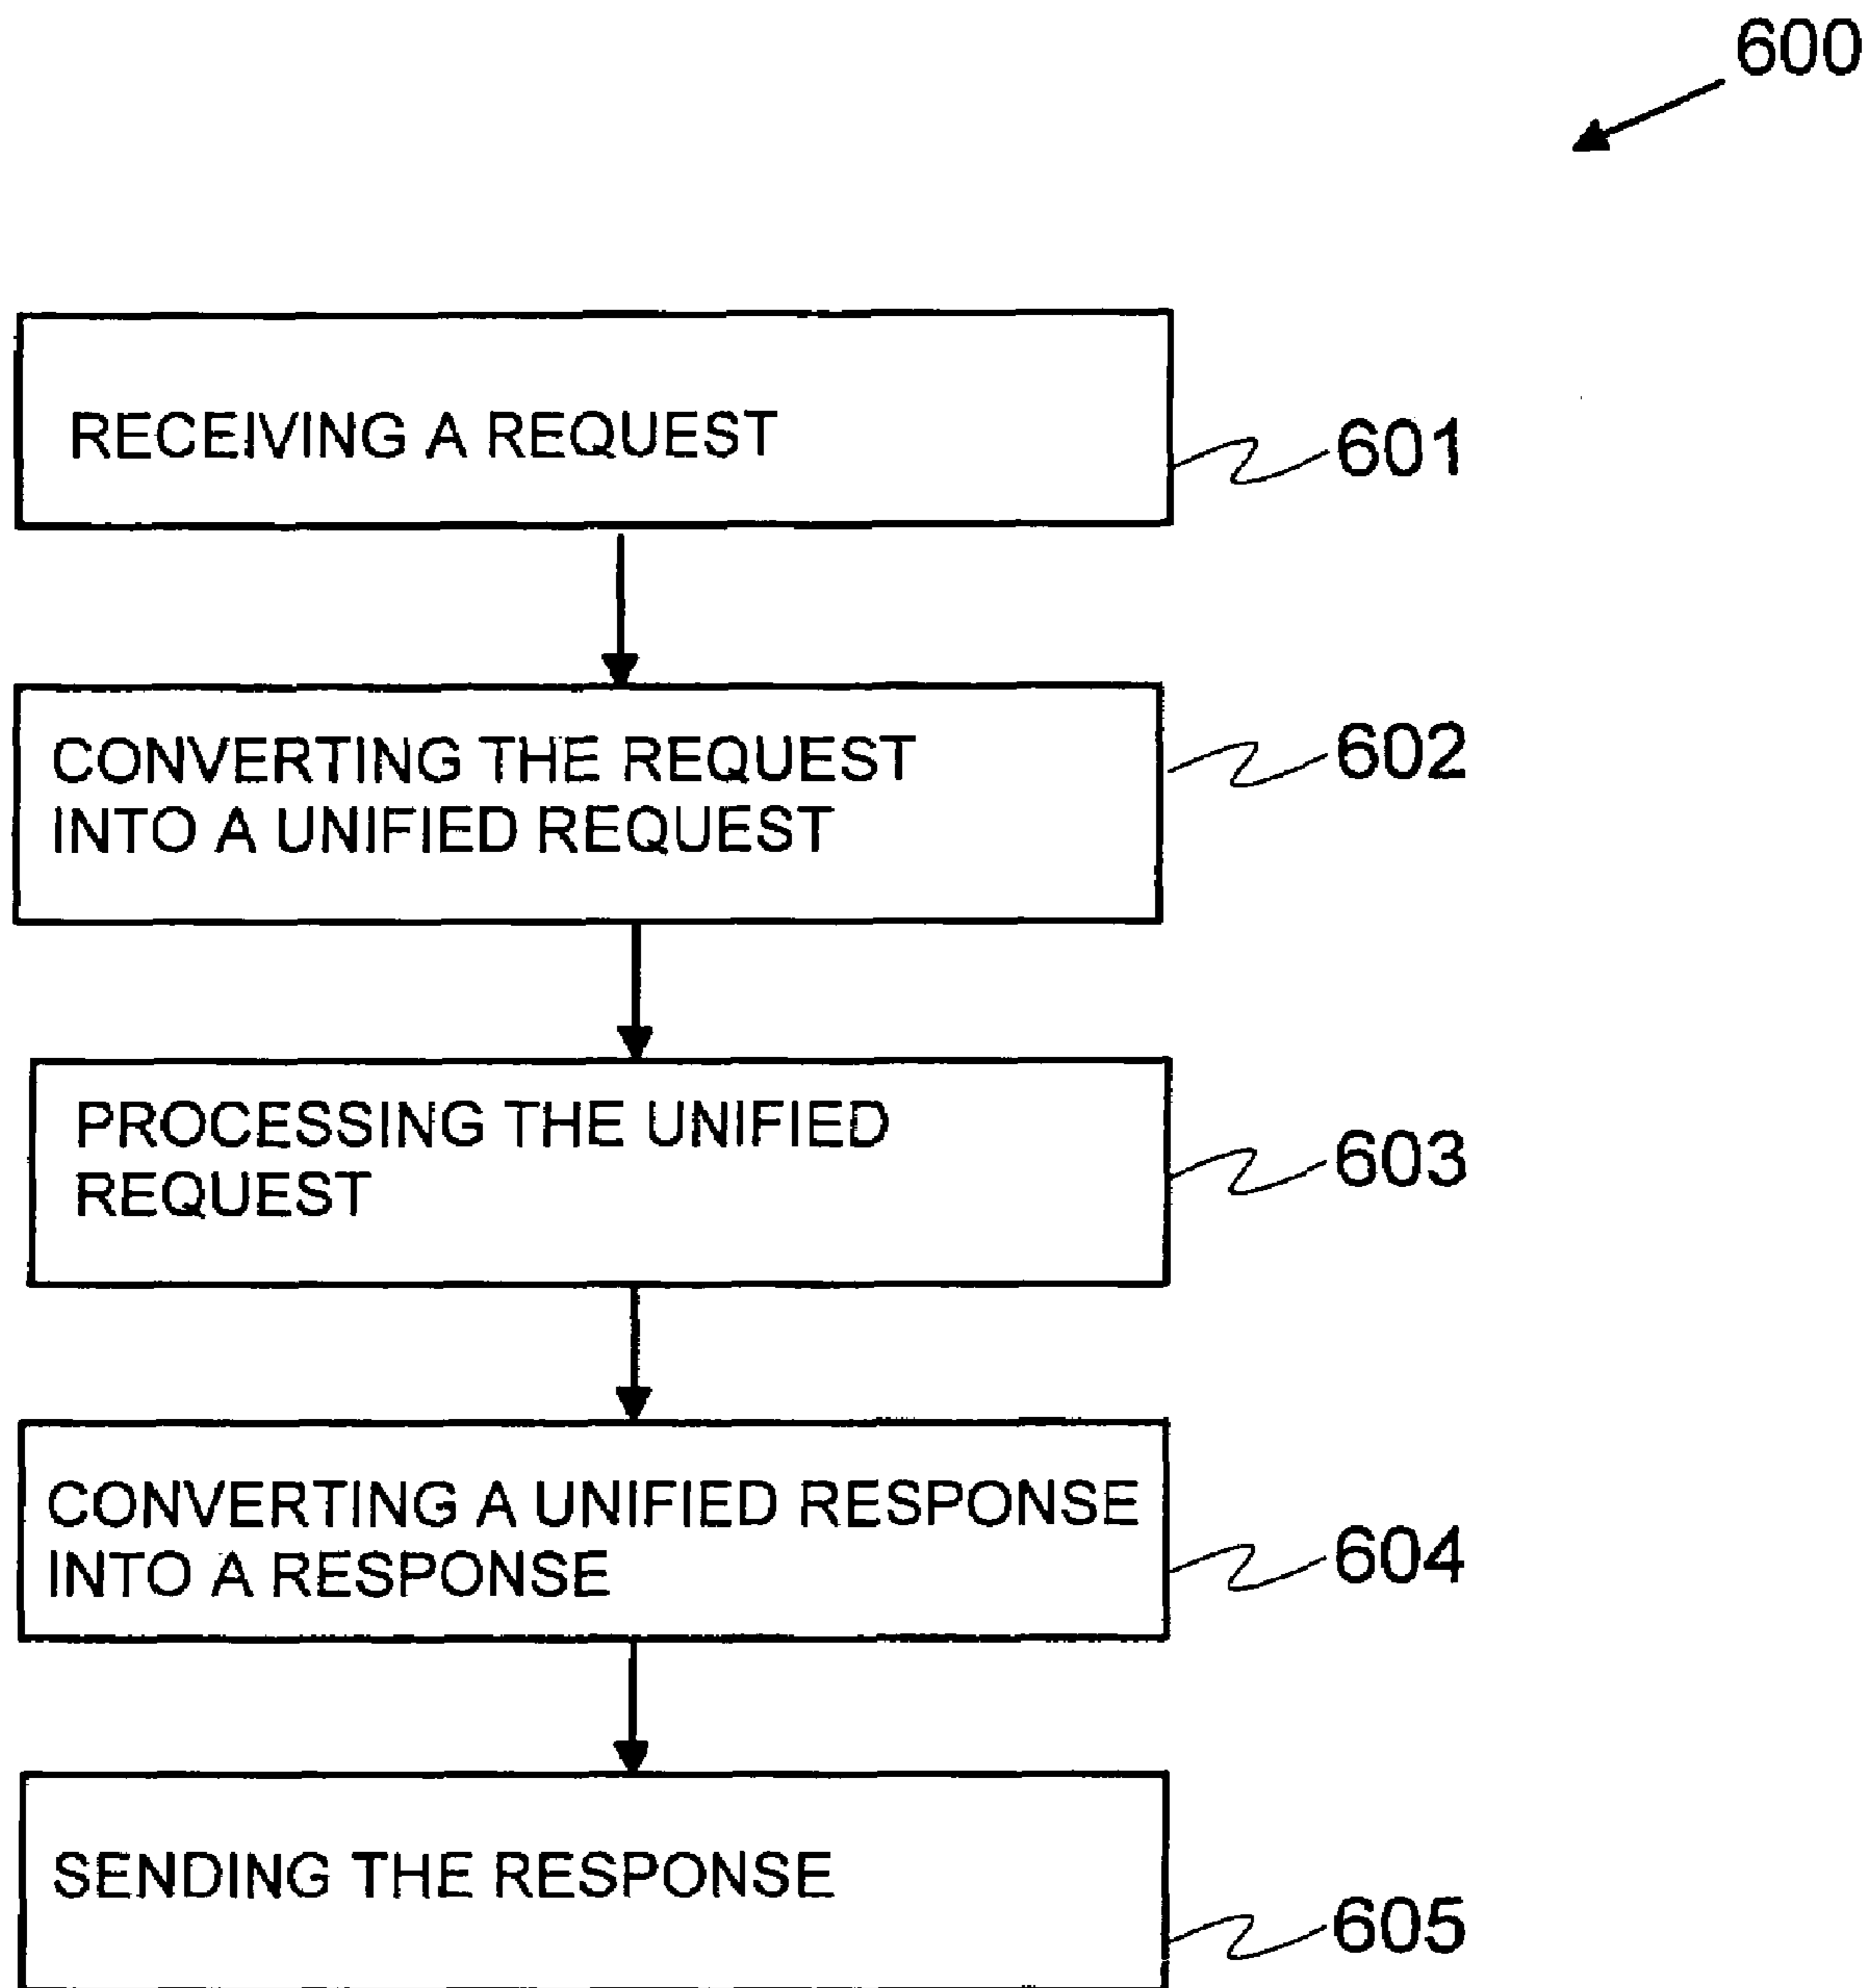 600
RECEIVING A REQUEST
601
CONVERTING THE REQUEST
INTO A UNIFIED REQUEST
602
PROCESSING THE UNIFIED
REQUEST
603
CONVERTING A UNIFIED RESPONSE
INTO A RESPONSE
604
SENDING THE RESPONSE
605